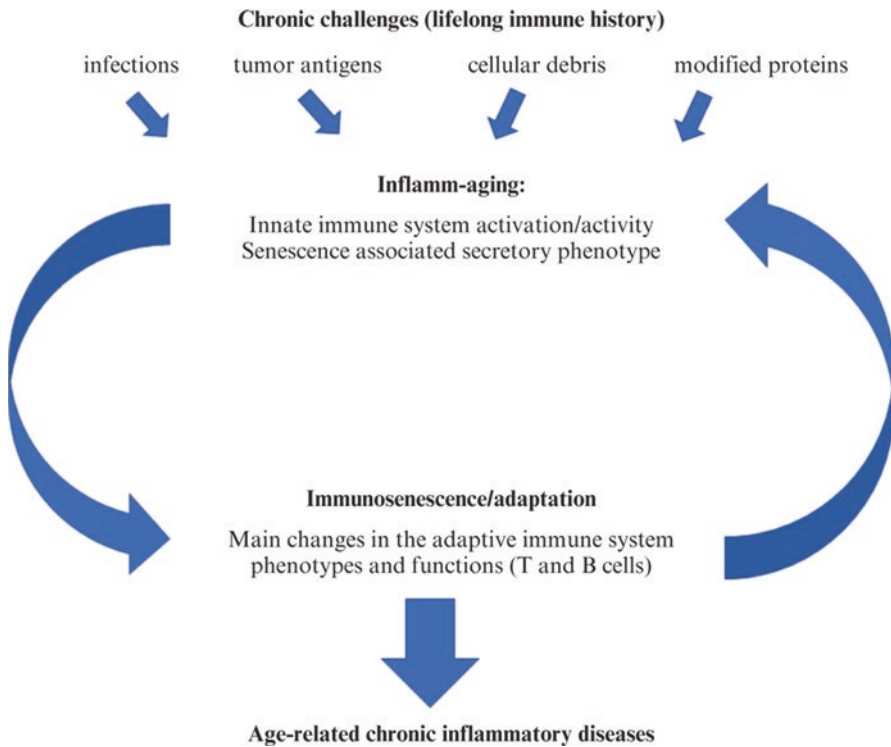 Chronic challenges (lifelong immune history)
infections tumor antigens cellular debris modified proteins
Inflamm-aging:
Innate immune system activation/activity
Senescence associated secretory phenotype
Immunosenescence/adaptation
Main changes in the adaptive immune system
phenotypes and functions (T and B cells)
Age-related chronic inflammatory diseases